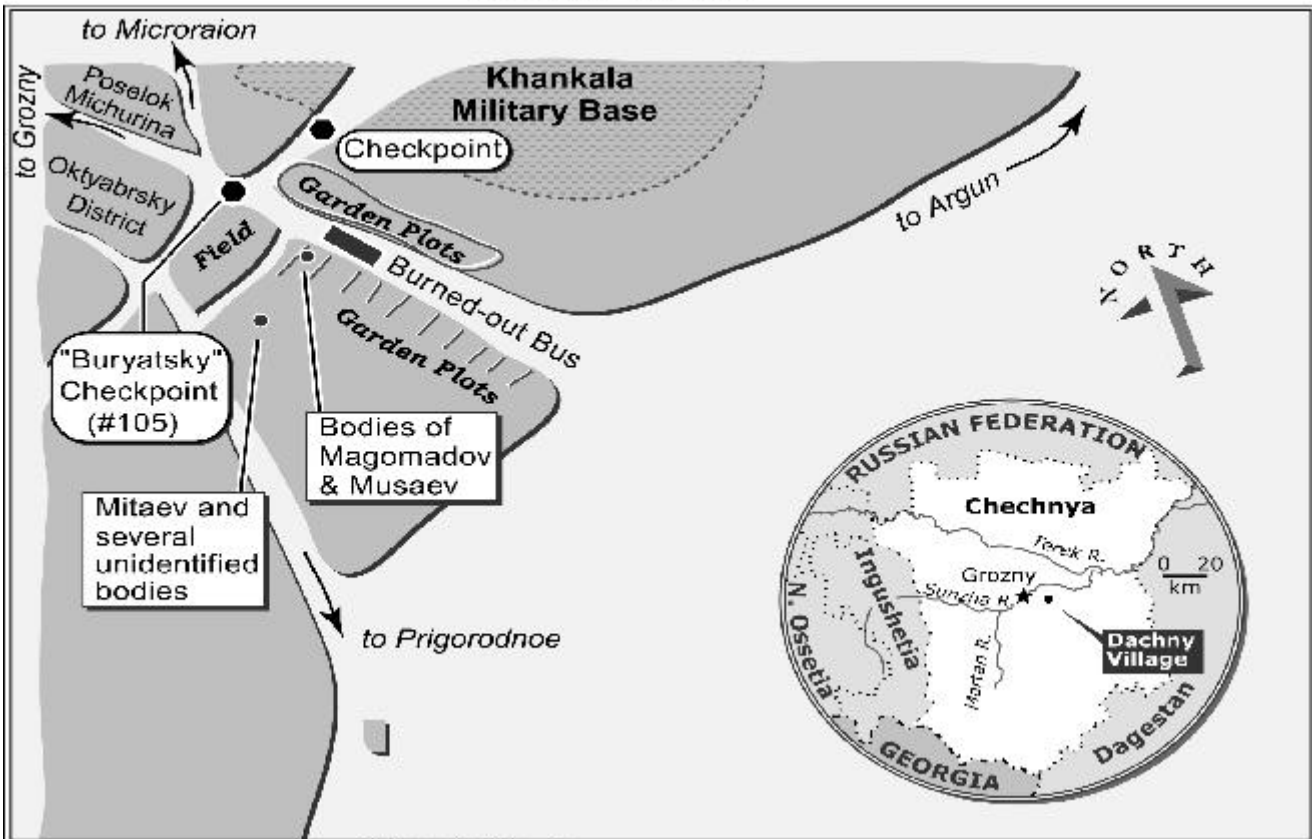 to Microraion
to Grozny
Poselok
Michurina
Khankala
Military Base
Checkpoint
Oktyabrsky
District
Garden Plots
to Argun
Field
Burned-out Bus
Garden Plots
NORTH
"Buryatsky"
Checkpoint
(#105)
Bodies of
Magomadov
& Musaev
Mitaev and
several
unidentified
bodies
to Prigorodnoe
RUSSIAN FEDERATION
Chechnya
Terek R.
0 20
km
Grozny
Sunzha R.
Ingushetia
N. Ossetia
Martan R.
Dachny
Village
Dagestan
GEORGIA